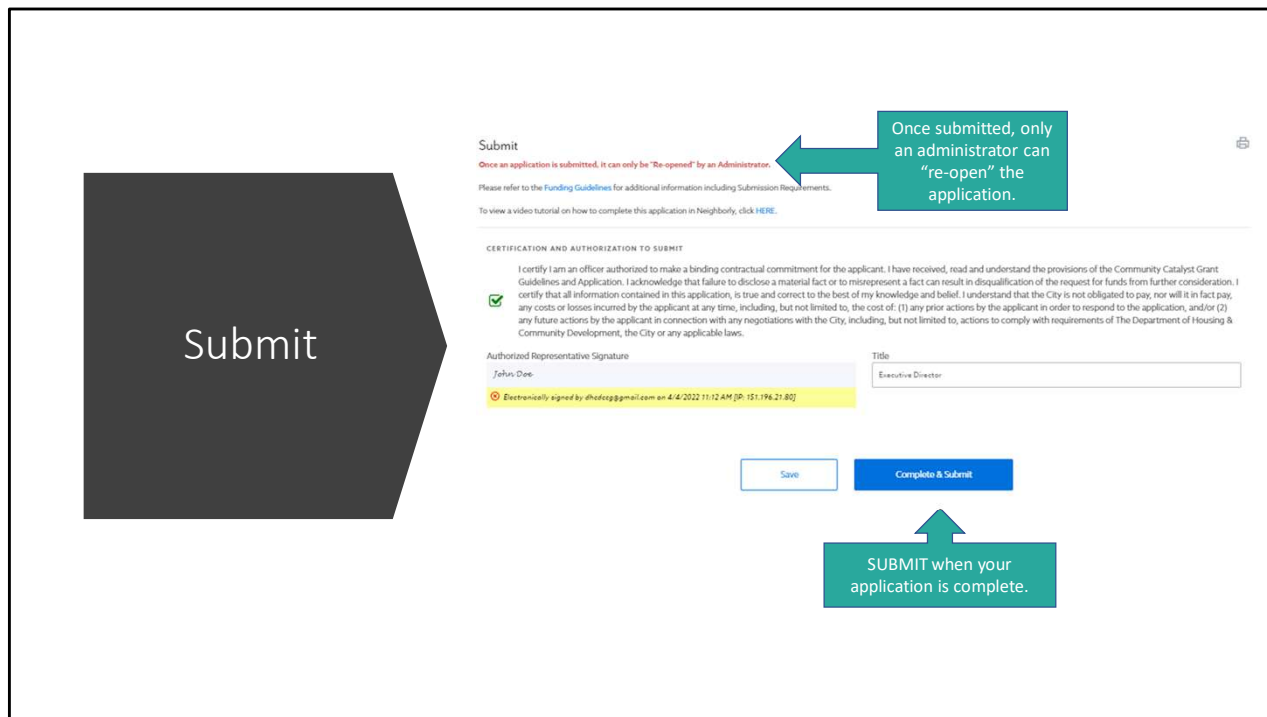 Submit
Submit
Once an application is submitted, it can only be "Re-opened" by an Administrator.
Please refer to the Funding Guidelines for additional information including Submission Requirements.
To view a video tutorial on how to complete this application in Neighborly, click HERE.
Once submitted, only
an administrator can
“re-open” the
application.
CERTIFICATION AND AUTHORIZATION TO SUBMIT
I certify I am an officer authorized to make a binding contractual commitment for the applicant. I have received, read and understand the provisions of the Community Catalyst Grant
Guidelines and Application. I acknowledge that failure to disclose a material fact or to misrepresent a fact can result in disqualification of the request for funds from further consideration. I
certify that all information contained in this application, is true and correct to the best of my knowledge and belief. I understand that the City is not obligated to pay, nor will it in fact pay,
any costs or losses incurred by the applicant at any time, including, but not limited to, the cost of: (1) any prior actions by the applicant in order to respond to the application, and/or (2)
any future actions by the applicant in connection with any negotiations with the City, including, but not limited to, actions to comply with requirements of The Department of Housing &
Community Development, the City or any applicable laws.
Authorized Representative Signature
John Doe
Electronically signed by dhcdccg@gmail.com on 4/4/2022 11:12 AM [IP: 151.196.21.80]
Title
Executive Director
Save
Complete & Submit
SUBMIT when your
application is complete.